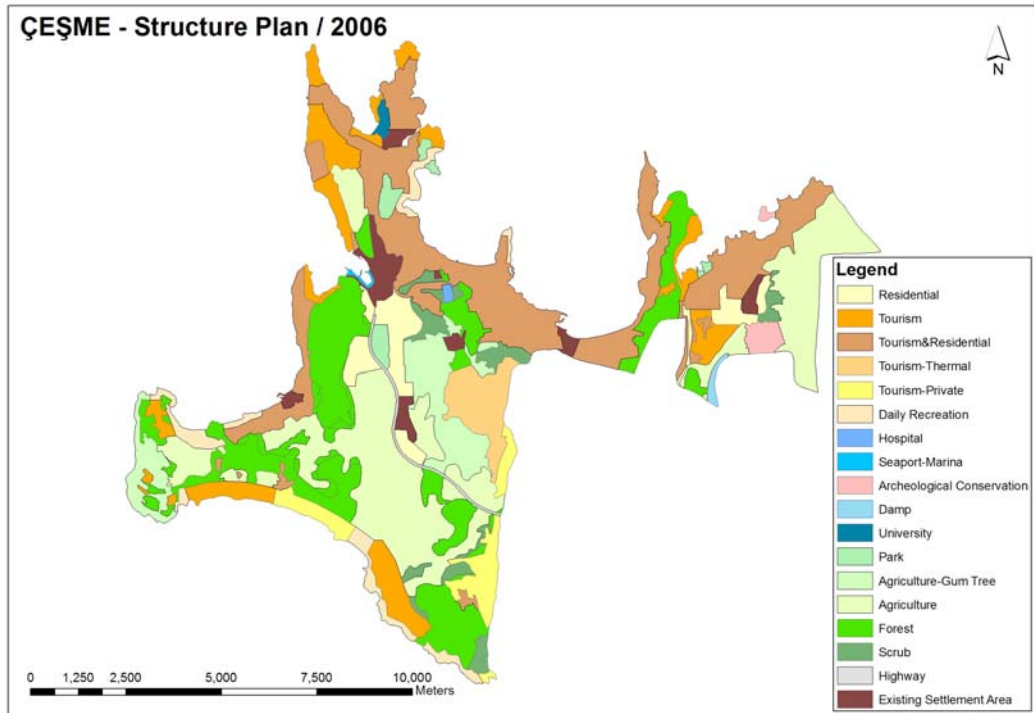 ÇEŞME - Structure Plan / 2006
N
Legend
Residential
Tourism
Tourism&Residential
Tourism-Thermal
Tourism-Private
Daily Recreation
Hospital
Seaport-Marina
Archeological Conservation
Damp
University
Park
Agriculture-Gum Tree
Agriculture
Forest
Scrub
Highway
Existing Settlement Area
0 1,250 2,500 5,000 7,500 10,000
Meters